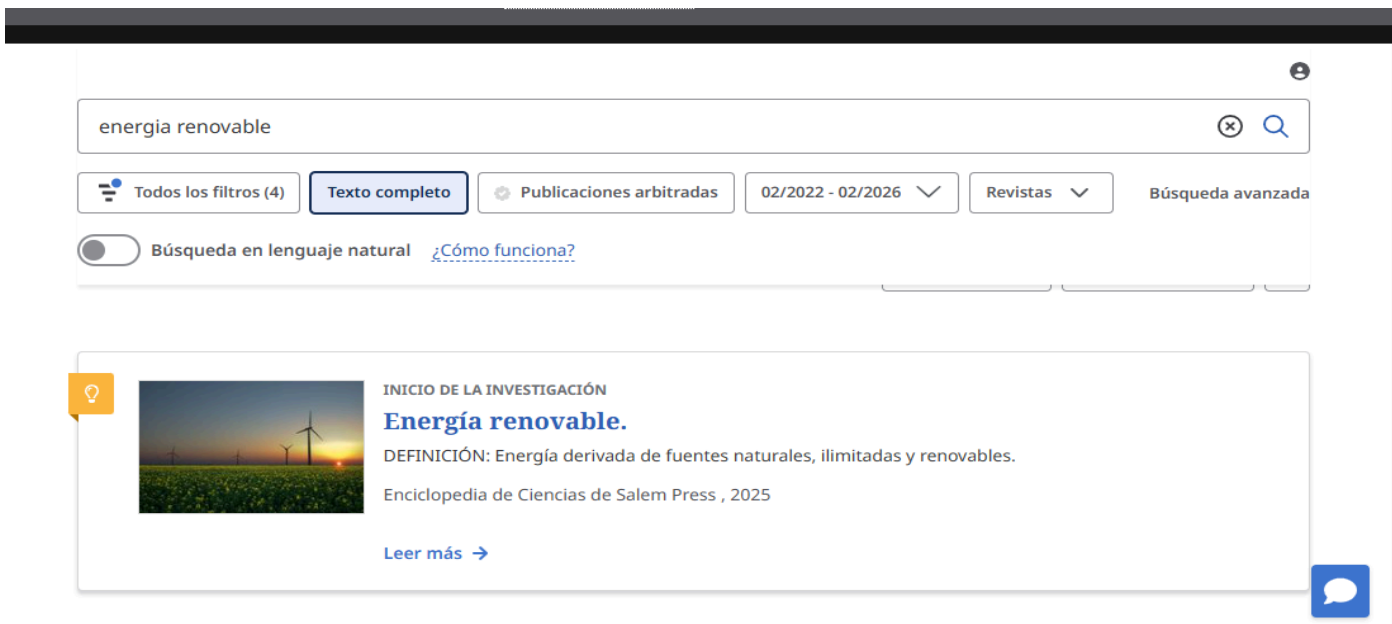 energia renovable
Todos los filtros (4) Texto completo Publicaciones arbitradas 02/2022 - 02/2026 Revistas Búsqueda avanzada
Búsqueda en lenguaje natural ¿Cómo funciona?
INICIO DE LA INVESTIGACIÓN
Energía renovable.
DEFINICIÓN: Energía derivada de fuentes naturales, ilimitadas y renovables.
Enciclopedia de Ciencias de Salem Press , 2025
Leer más →